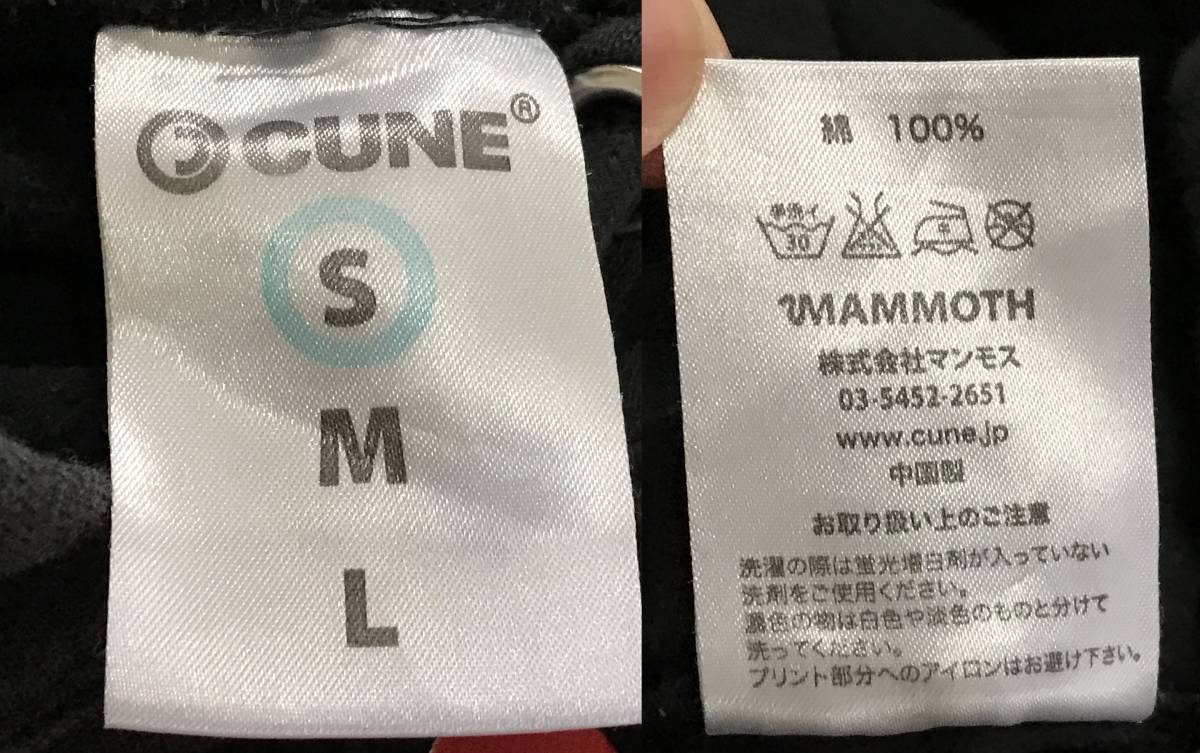 CUNE®
S
M
L
綿 100%
手洗イ
30
MAMMOTH
株式会社マンモス
03-5452-2651
www.cune.jp
中国製
お取り扱い上のご注意
洗濯の際は蛍光増白剤が入っていない
洗剤をご使用ください。
濃色の物は白色や淡色のものと分けて
洗ってください。
プリント部分へのアイロンはお避け下さい。